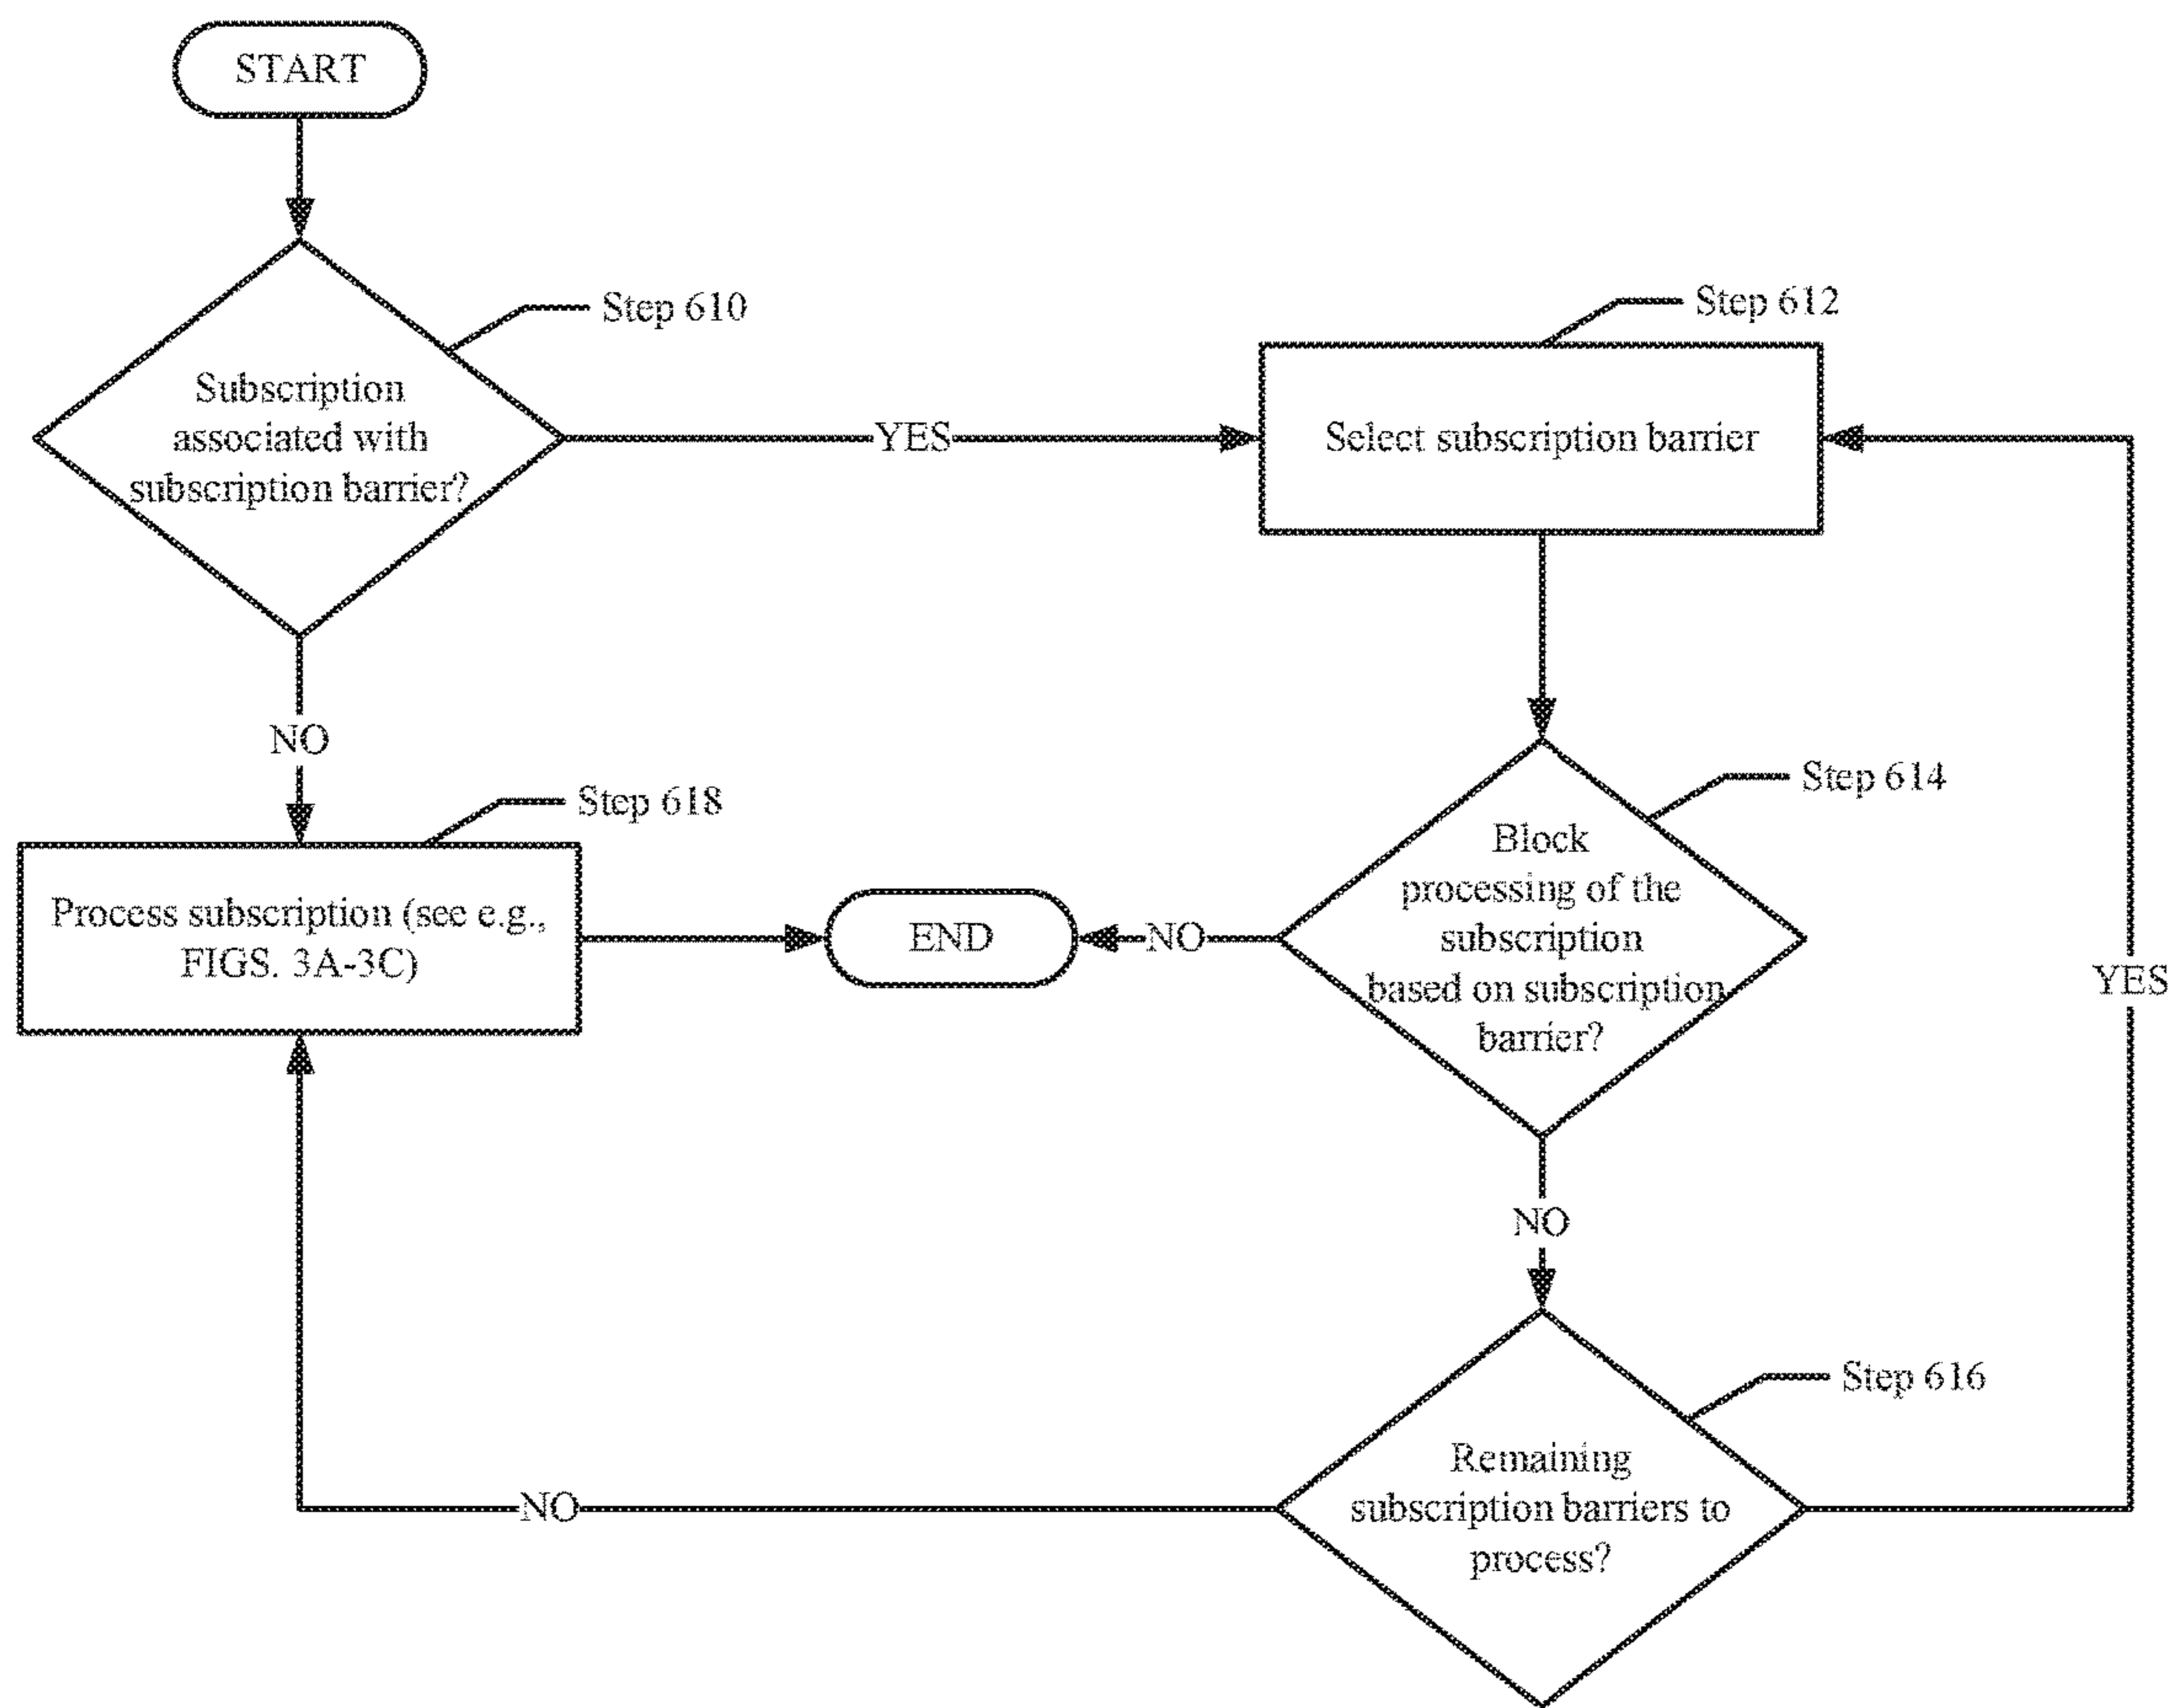 START
Step 610
Subscription
associated with
subscription barrier?
YES
Step 612
Select subscription barrier
NO
Step 618
Process subscription (see e.g.,
FIGS. 3A-3C)
END
NO
Step 614
Block
processing of the
subscription
based on subscription
barrier?
YES
NO
Step 616
Remaining
subscription barriers to
process?
NO